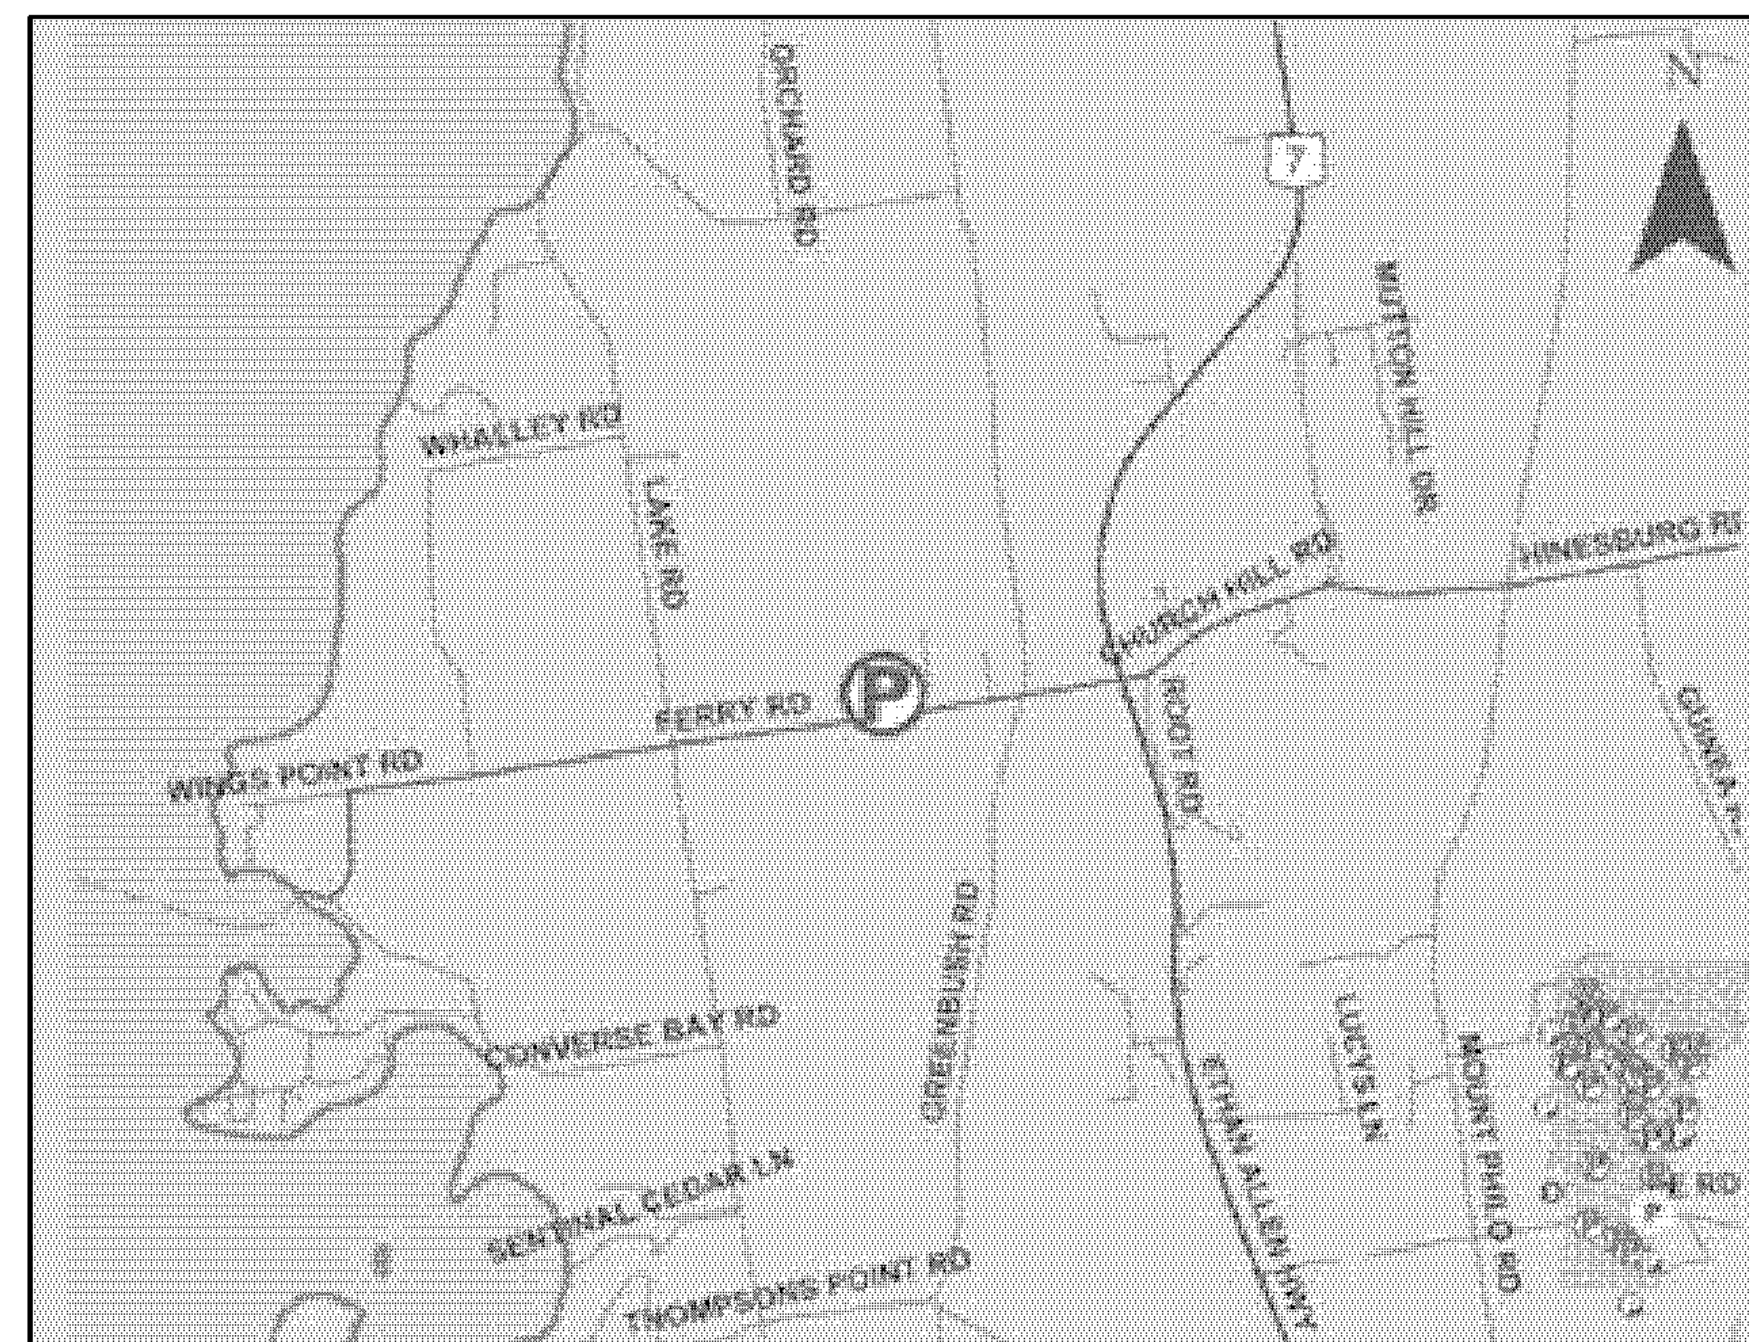 ORCHARD RD
N
7
MUTTON HILL DR
WHALLEY RD
LAKE RD
HINESBURG
CHURCH HILL RD
P
FERRY RD
ROOT RD
WINGS POINT RD
GREENBUSH RD
CONVERSE BAY RD
LUCYS LN
MOUNT PHILO RD
ETHAN ALLEN HWY
SENTINAL CEDAR LN
E RD
THOMPSONS POINT RD